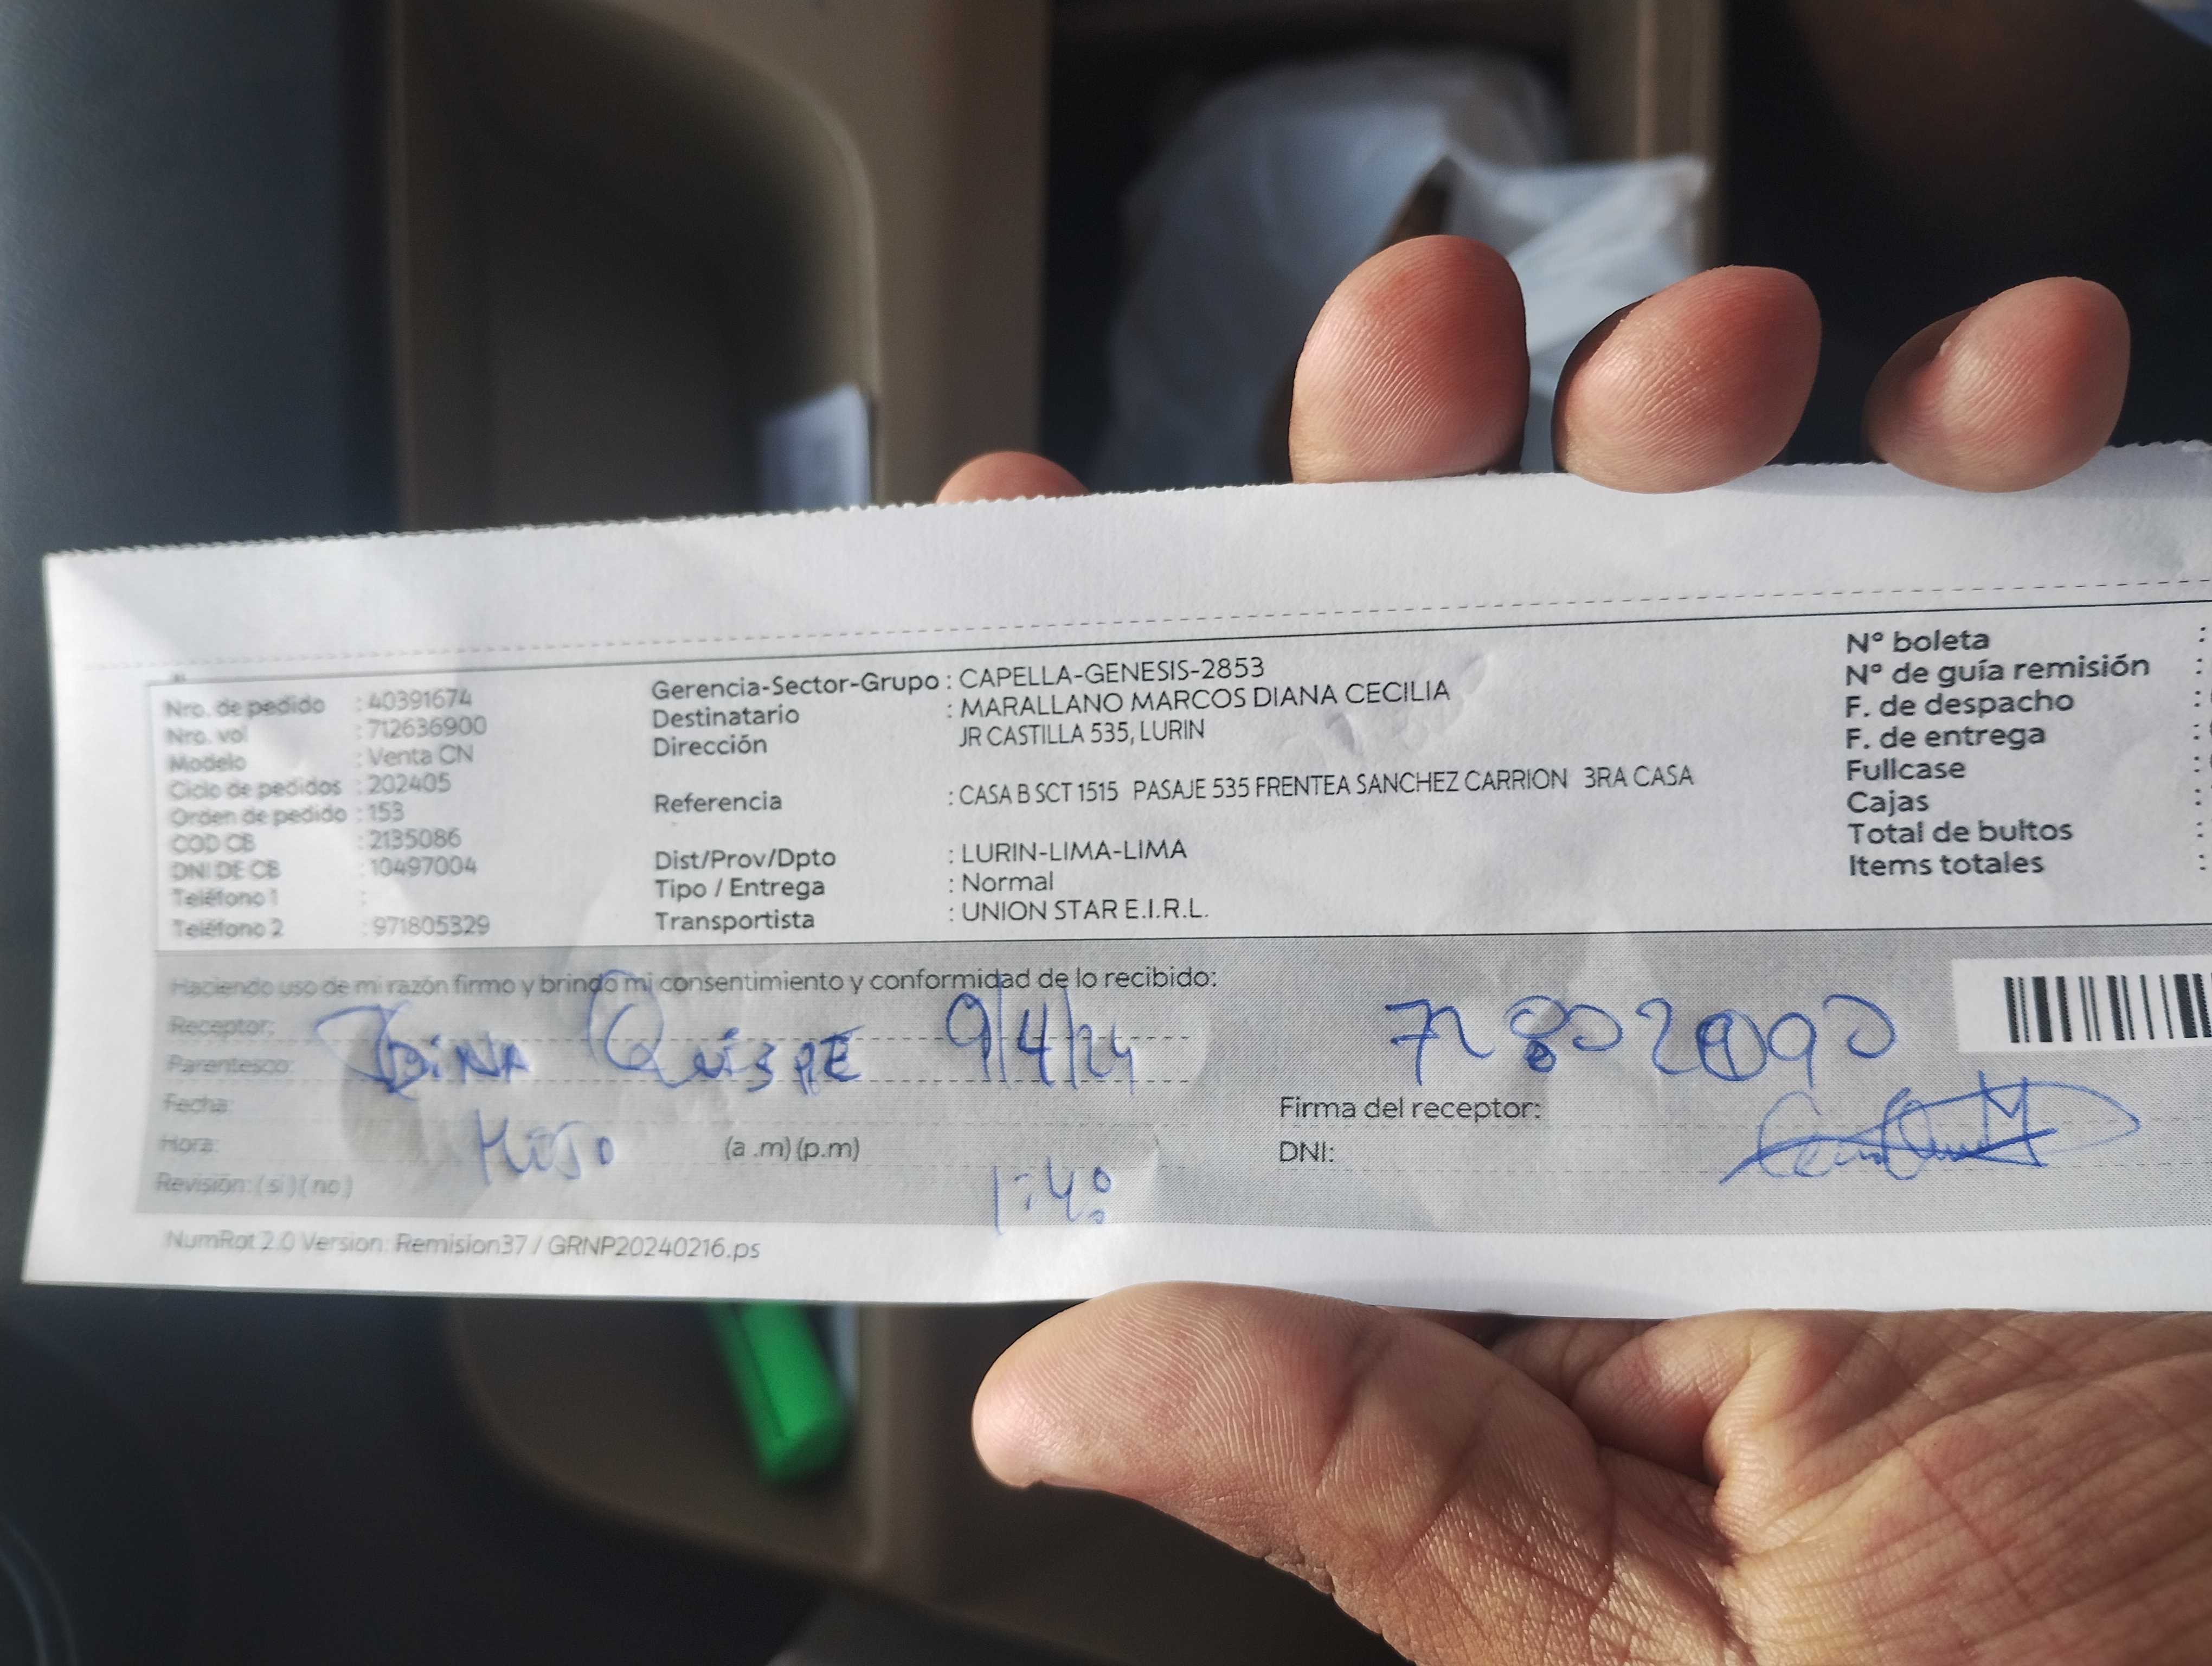 Nro. de pedido : 40391674
Nro. vol : 712636900
Modelo : Venta CN
Ciclo de pedidos : 202405
Orden de pedido : 153
COD CB : 2135086
DNI DE CB : 10497004
Teléfono 1 :
Teléfono 2 : 971805329
Gerencia-Sector-Grupo : CAPELLA-GENESIS-2853
Destinatario : MARALLANO MARCOS DIANA CECILIA
Dirección JR CASTILLA 535, LURIN
Referencia : CASA B SCT 1515 PASAJE 535 FRENTEA SANCHEZ CARRION 3RA CASA
Dist/Prov/Dpto : LURIN-LIMA-LIMA
Tipo / Entrega : Normal
Transportista : UNION STAR E.I.R.L.
N° boleta :
N° de guía remisión :
F. de despacho :
F. de entrega :
Fullcase :
Cajas :
Total de bultos :
Items totales :
Haciendo uso de mi razón firmo y brindo mi consentimiento y conformidad de lo recibido:
Receptor:
QUISPE 9/4/24
Parentesco:
Fecha:
Hora: (a .m) (p.m)
1:40
Revisión: ( si ) ( no )
Firma del receptor:
DNI:
NumRot 2.0 Version: Remision37 / GRNP20240216.ps